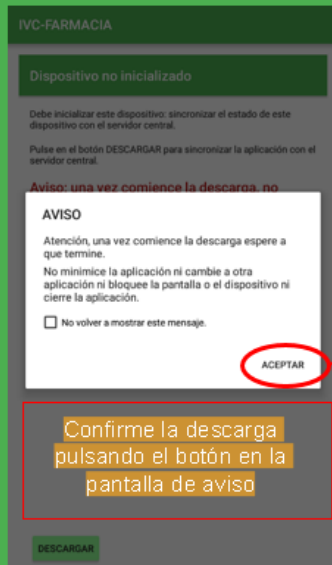 IVC-FARMACIA
Dispositivo no inicializado
Debe inicializar este dispositivo: sincronizar el estado de este
dispositivo con el servidor central.
Pulse en el botón DESCARGAR para sincronizar la aplicación con el
servidor central.
Aviso: una vez comience la descarga, no
AVISO
Atención, una vez comience la descarga espere a
que termine.
No minimice la aplicación ni cambie a otra
aplicación ni bloquee la pantalla o el dispositivo ni
cierre la aplicación.
No volver a mostrar este mensaje.
ACEPTAR
Confirme la descarga
pulsando el botón en la
pantalla de aviso
DESCARGAR